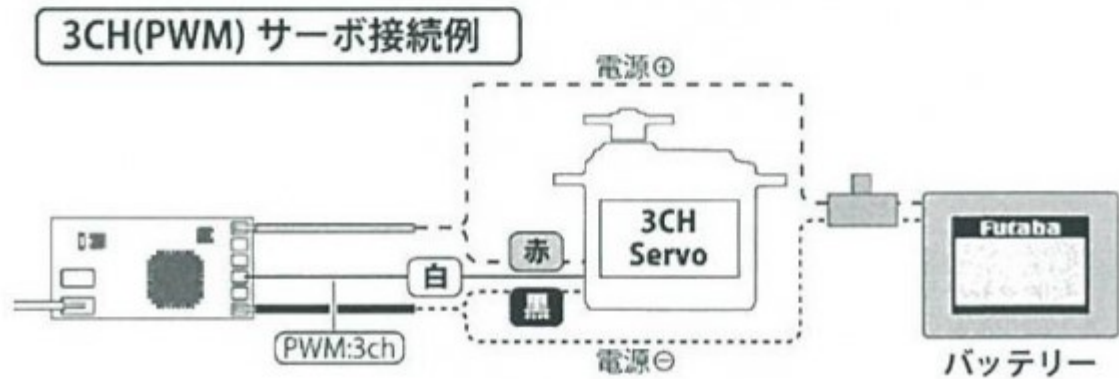 3CH(PWM) サーボ接続例
電源⊕
3CH
Servo
赤
白
黒
PWM:3ch
電源⊖
Futaba
バッテリー